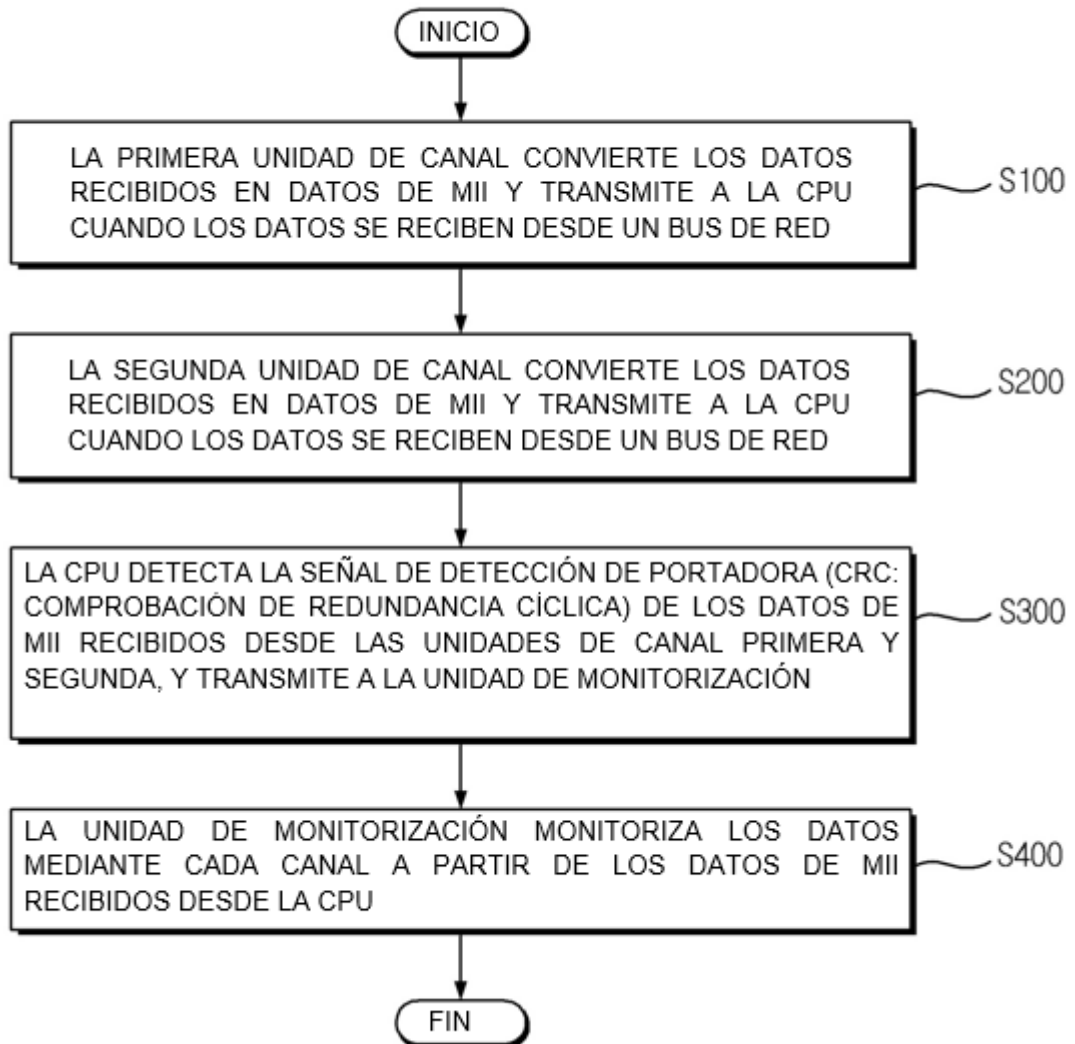 INICIO
LA PRIMERA UNIDAD DE CANAL CONVIERTE LOS DATOS
RECIBIDOS EN DATOS DE MII Y TRANSMITE A LA CPU
CUANDO LOS DATOS SE RECIBEN DESDE UN BUS DE RED
S100
LA SEGUNDA UNIDAD DE CANAL CONVIERTE LOS DATOS
RECIBIDOS EN DATOS DE MII Y TRANSMITE A LA CPU
CUANDO LOS DATOS SE RECIBEN DESDE UN BUS DE RED
S200
LA CPU DETECTA LA SEÑAL DE DETECCIÓN DE PORTADORA (CRC:
COMPROBACIÓN DE REDUNDANCIA CÍCLICA) DE LOS DATOS DE
MII RECIBIDOS DESDE LAS UNIDADES DE CANAL PRIMERA Y
SEGUNDA, Y TRANSMITE A LA UNIDAD DE MONITORIZACIÓN
S300
LA UNIDAD DE MONITORIZACIÓN MONITORIZA LOS DATOS
MEDIANTE CADA CANAL A PARTIR DE LOS DATOS DE MII
RECIBIDOS DESDE LA CPU
S400
FIN